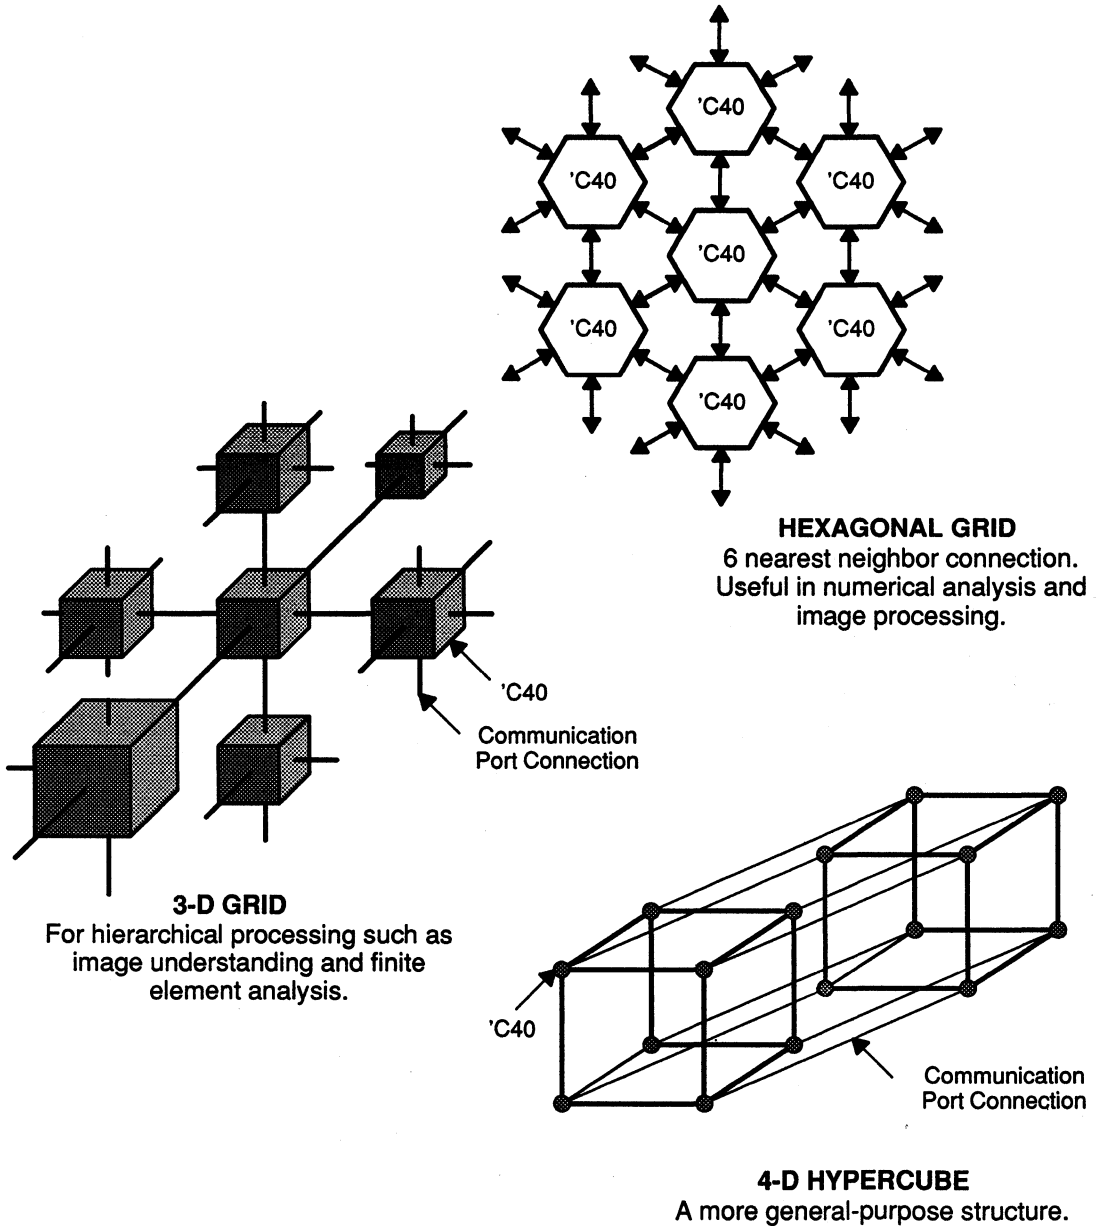 'C40
'C40
'C40
'C40
'C40
'C40
'C40
HEXAGONAL GRID
6 nearest neighbor connection.
Useful in numerical analysis and
image processing.
'C40
Communication
Port Connection
3-D GRID
For hierarchical processing such as
image understanding and finite
element analysis.
'C40
Communication
Port Connection
4-D HYPERCUBE
A more general-purpose structure.